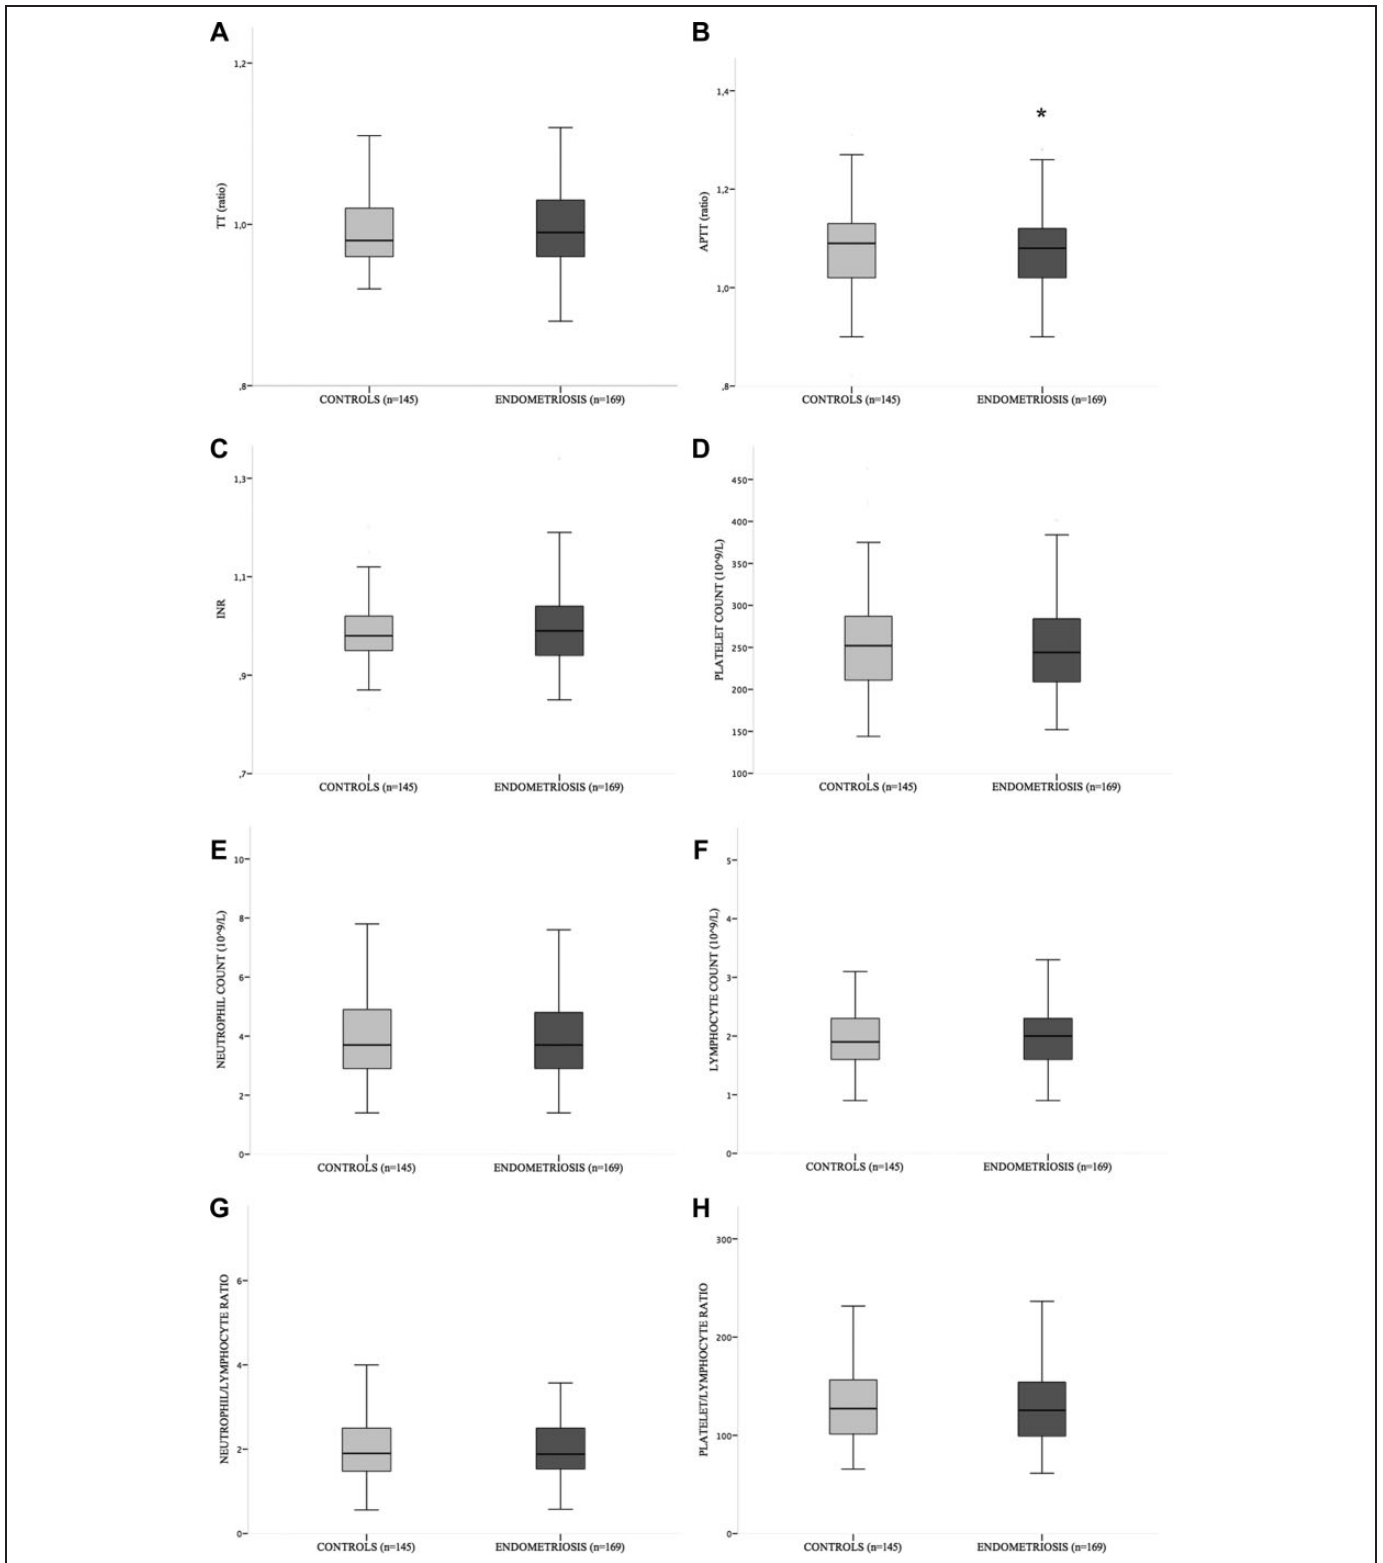 A
1,2
1,0
,8
TT (ratio)
CONTROLS (n=145)
ENDOMETRIOSIS (n=169)
B
1,4
1,2
1,0
,8
APTT (ratio)
*
CONTROLS (n=145)
ENDOMETRIOSIS (n=169)
C
1,3
1,1
,9
,7
INR
CONTROLS (n=145)
ENDOMETRIOSIS (n=169)
D
450
400
350
300
250
200
150
100
PLATELET COUNT (10^9/L)
CONTROLS (n=145)
ENDOMETRIOSIS (n=169)
E
10
8
6
4
2
0
NEUTROPHIL COUNT (10^9/L)
CONTROLS (n=145)
ENDOMETRIOSIS (n=169)
F
5
4
3
2
1
0
LYMPHOCYTE COUNT (10^9/L)
CONTROLS (n=145)
ENDOMETRIOSIS (n=169)
G
6
4
2
0
NEUTROPHIL/LYMPHOCYTE RATIO
CONTROLS (n=145)
ENDOMETRIOSIS (n=169)
H
300
200
100
0
PLATELET/LYMPHOCYTE RATIO
CONTROLS (n=145)
ENDOMETRIOSIS (n=169)